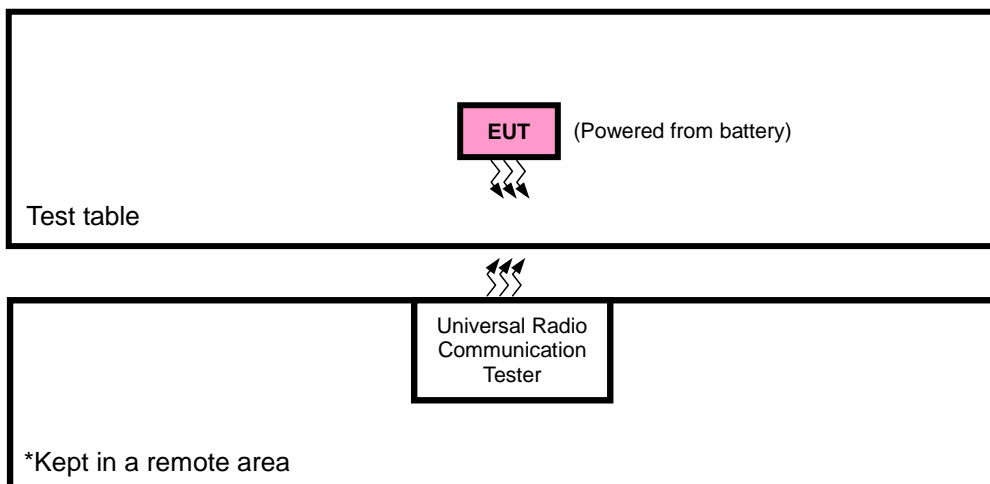 EUT
(Powered from battery)
Test table
Universal Radio
Communication
Tester
*Kept in a remote area